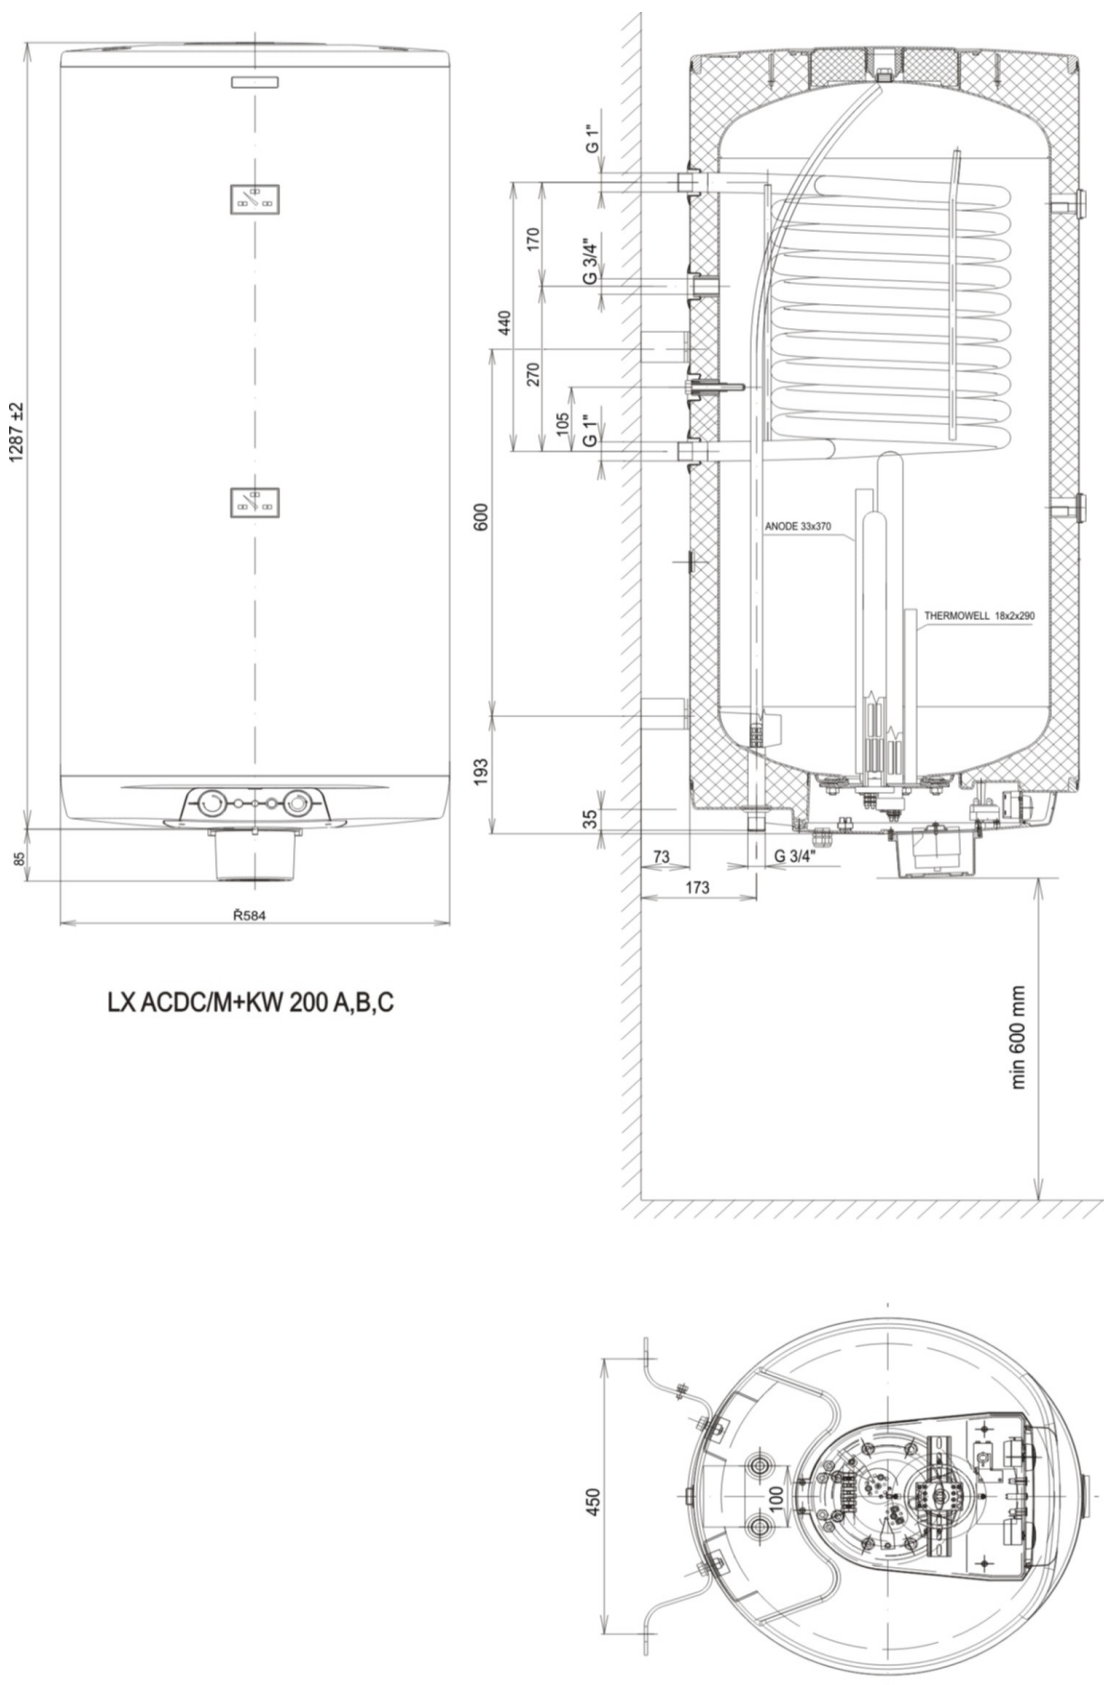 1287 ±2
85
Ř584
LX ACDC/M+KW 200 A,B,C
G 1"
170
G 3/4"
440
270
105
G 1"
600
193
35
73
G 3/4"
173
ANODE 33x370
THERMOWELL 18x2x290
min 600 mm
450
100